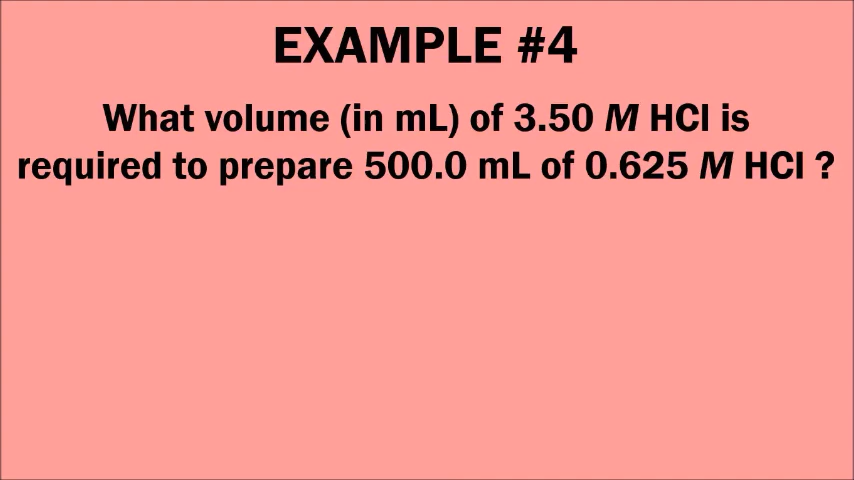 EXAMPLE #4
What volume (in mL) of 3.50 M HCl is
required to prepare 500.0 mL of 0.625 M HCl ?